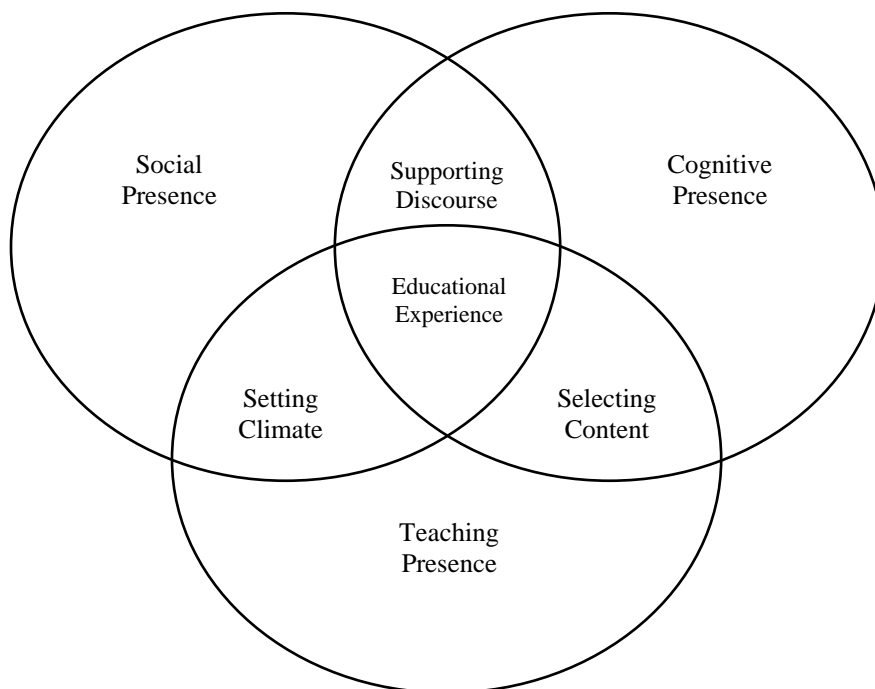 Social
Presence
Supporting
Discourse
Cognitive
Presence
Educational
Experience
Setting
Climate
Selecting
Content
Teaching
Presence